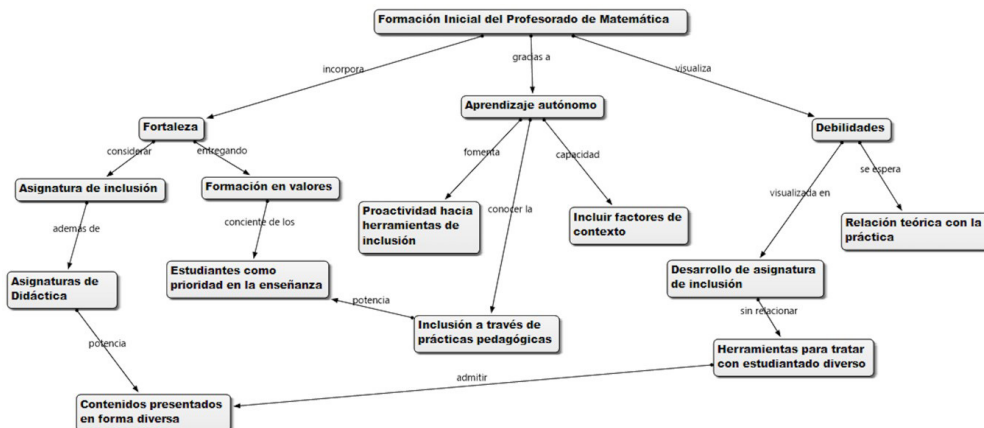 Formación Inicial del Profesorado de Matemática
incorpora
gracias a
visualiza
Aprendizaje autónomo
Fortaleza
Debilidades
considerar
entregando
fomenta
capacidad
se espera
Asignatura de inclusión
Formación en valores
visualizada en
Proactividad hacia
herramientas de
inclusión
conocer la
Incluir factores de
contexto
Relación teórica con la
práctica
además de
conciente de los
Asignaturas de
Didáctica
Estudiantes como
prioridad en la enseñanza
Desarrollo de asignatura
de inclusión
potencia
Inclusión a través de
prácticas pedagógicas
sin relacionar
potencia
Herramientas para tratar
con estudiantado diverso
admitir
Contenidos presentados
en forma diversa